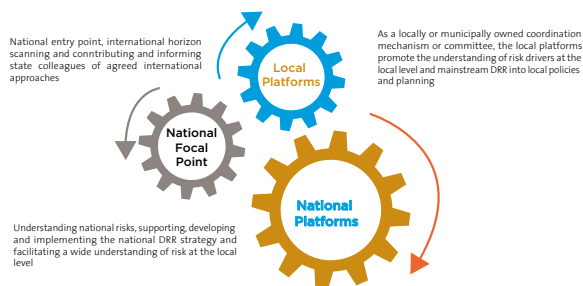 National entry point, international horizon
scanning and conntributing and informing
state colleagues of agreed international
approaches
Local
Platforms
As a locally or municipally owned coordination
mechanism or committee, the local platforms
promote the understanding of risk drivers at the
local level and mainstream DRR into local policies
and planning
National
Focal
Point
National
Platforms
Understanding national risks, supporting, developing
and implementing the national DRR strategy and
facilitating a wide understanding of risk at the local
level